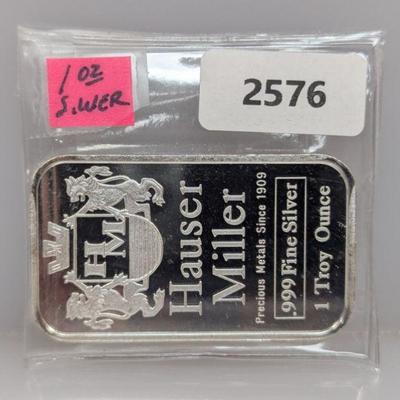 1 OZ
SILVER
2576
HM
Hauser
Miller
Precious Metals Since 1909
.999 Fine Silver
1 Troy Ounce